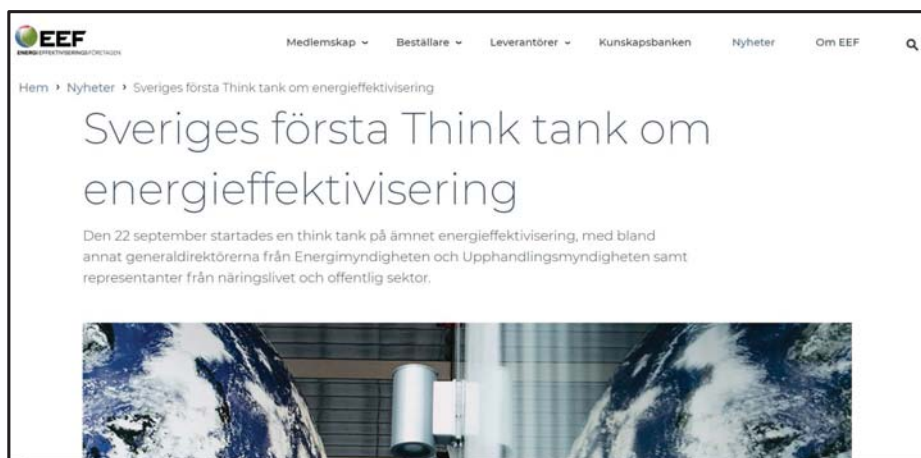 EEF
ENERGIEFFEKTIVISERINGSFÖRETAGEN
Medlemskap Beställare Leverantörer Kunskapsbanken Nyheter Om EEF
Hem › Nyheter › Sveriges första Think tank om energieffektivisering
Sveriges första Think tank om
energieffektivisering
Den 22 september startades en think tank på ämnet energieffektivisering, med bland
annat generaldirektörerna från Energimyndigheten och Upphandlingsmyndigheten samt
representanter från näringslivet och offentlig sektor.